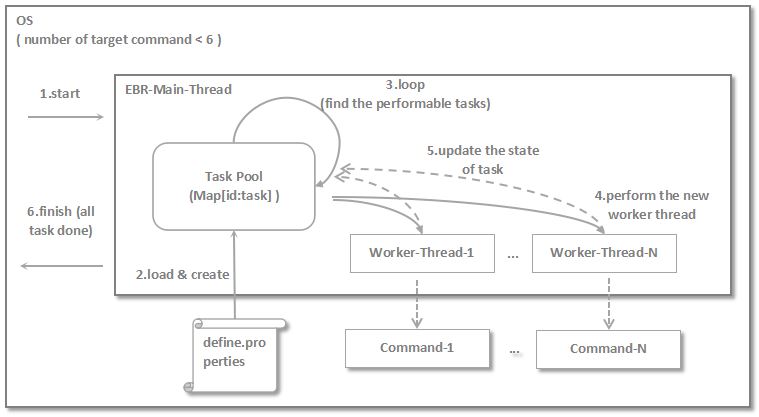 OS
( number of target command < 6 )
1.start
EBR-Main-Thread
3.loop
(find the performable tasks)
Task Pool
(Map[id:task] )
5.update the state
of task
4.perform the new
worker thread
6.finish (all
task done)
Worker-Thread-1
...
Worker-Thread-N
2.load & create
define.pro
perties
Command-1
...
Command-N